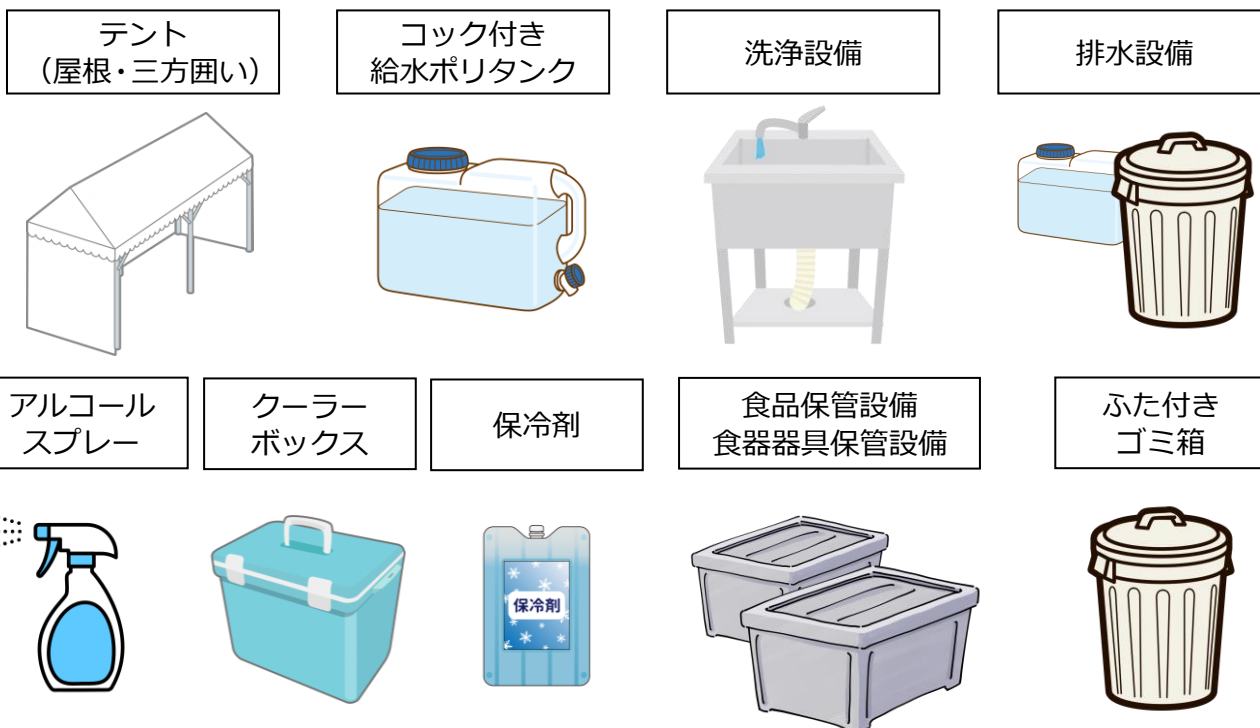 テント
（屋根・三方囲い）
コック付き
給水ポリタンク
洗浄設備
排水設備
アルコール
スプレー
クーラー
ボックス
保冷剤
食品保管設備
食器器具保管設備
ふた付き
ゴミ箱
保冷剤